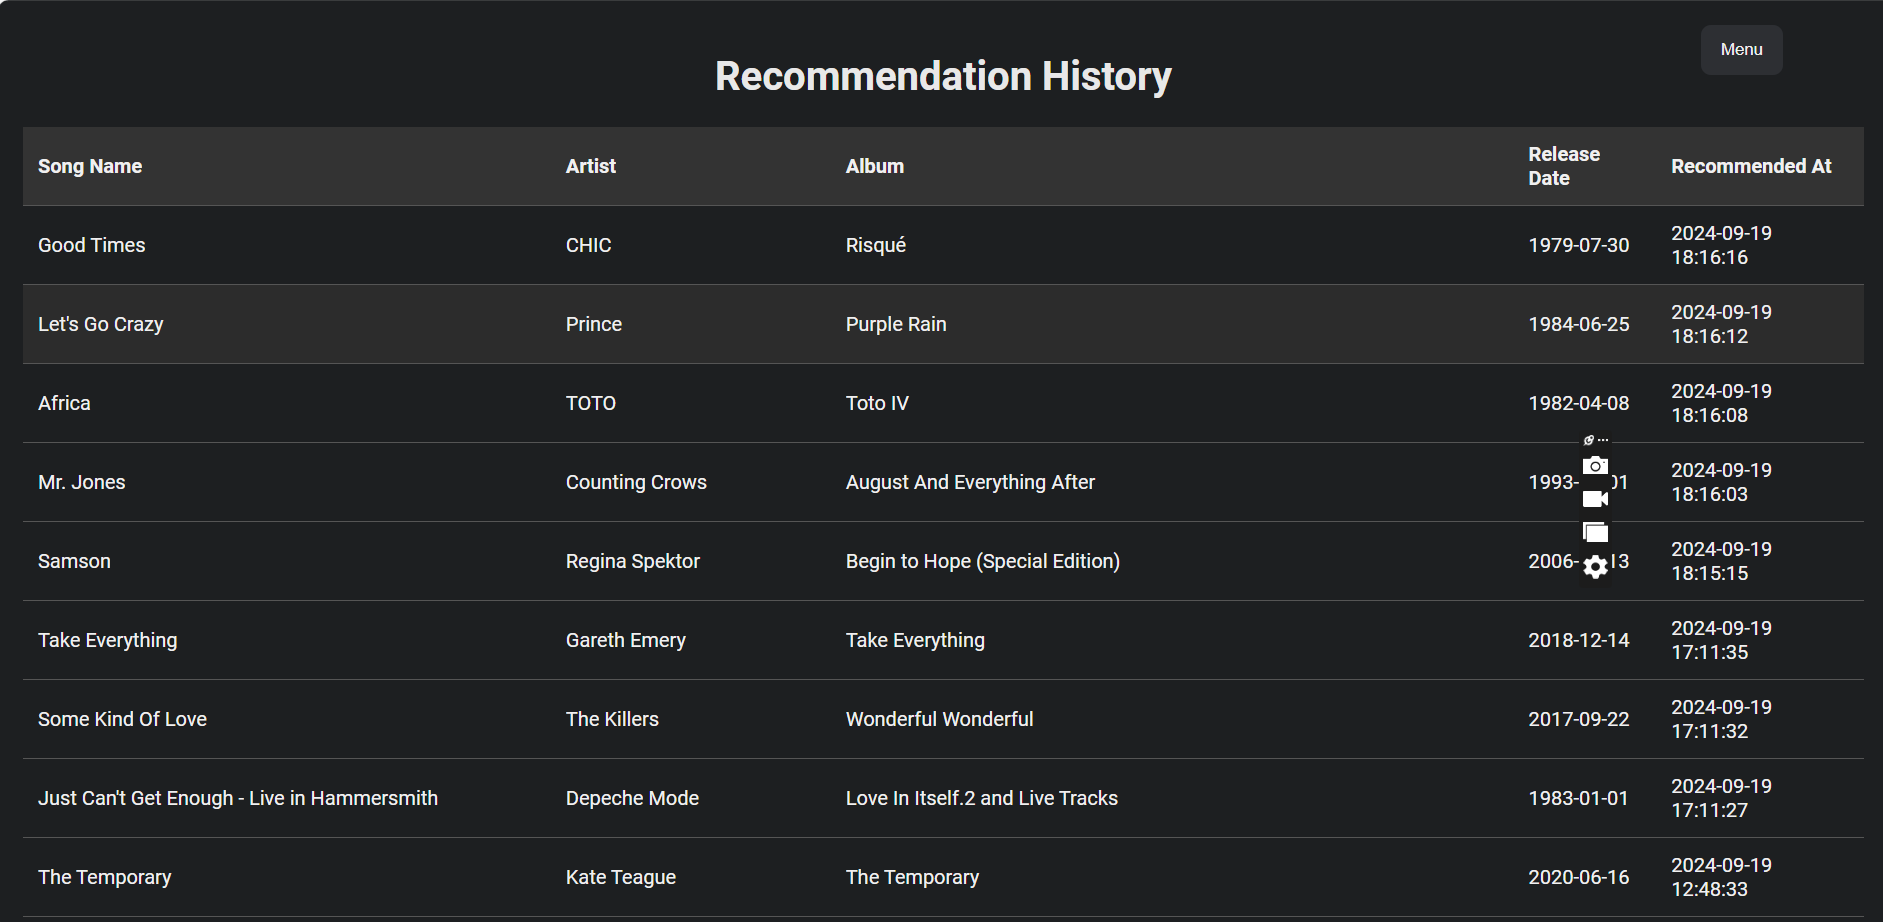 Menu
Recommendation History
Song Name Artist Album Release Date Recommended At
Good Times CHIC Risqué 1979-07-30 2024-09-19 18:16:16
Let's Go Crazy Prince Purple Rain 1984-06-25 2024-09-19 18:16:12
Africa TOTO Toto IV 1982-04-08 2024-09-19 18:16:08
Mr. Jones Counting Crows August And Everything After 1993- 01 2024-09-19 18:16:03
Samson Regina Spektor Begin to Hope (Special Edition) 2006- 13 2024-09-19 18:15:15
Take Everything Gareth Emery Take Everything 2018-12-14 2024-09-19 17:11:35
Some Kind Of Love The Killers Wonderful Wonderful 2017-09-22 2024-09-19 17:11:32
Just Can't Get Enough - Live in Hammersmith Depeche Mode Love In Itself.2 and Live Tracks 1983-01-01 2024-09-19 17:11:27
The Temporary Kate Teague The Temporary 2020-06-16 2024-09-19 12:48:33